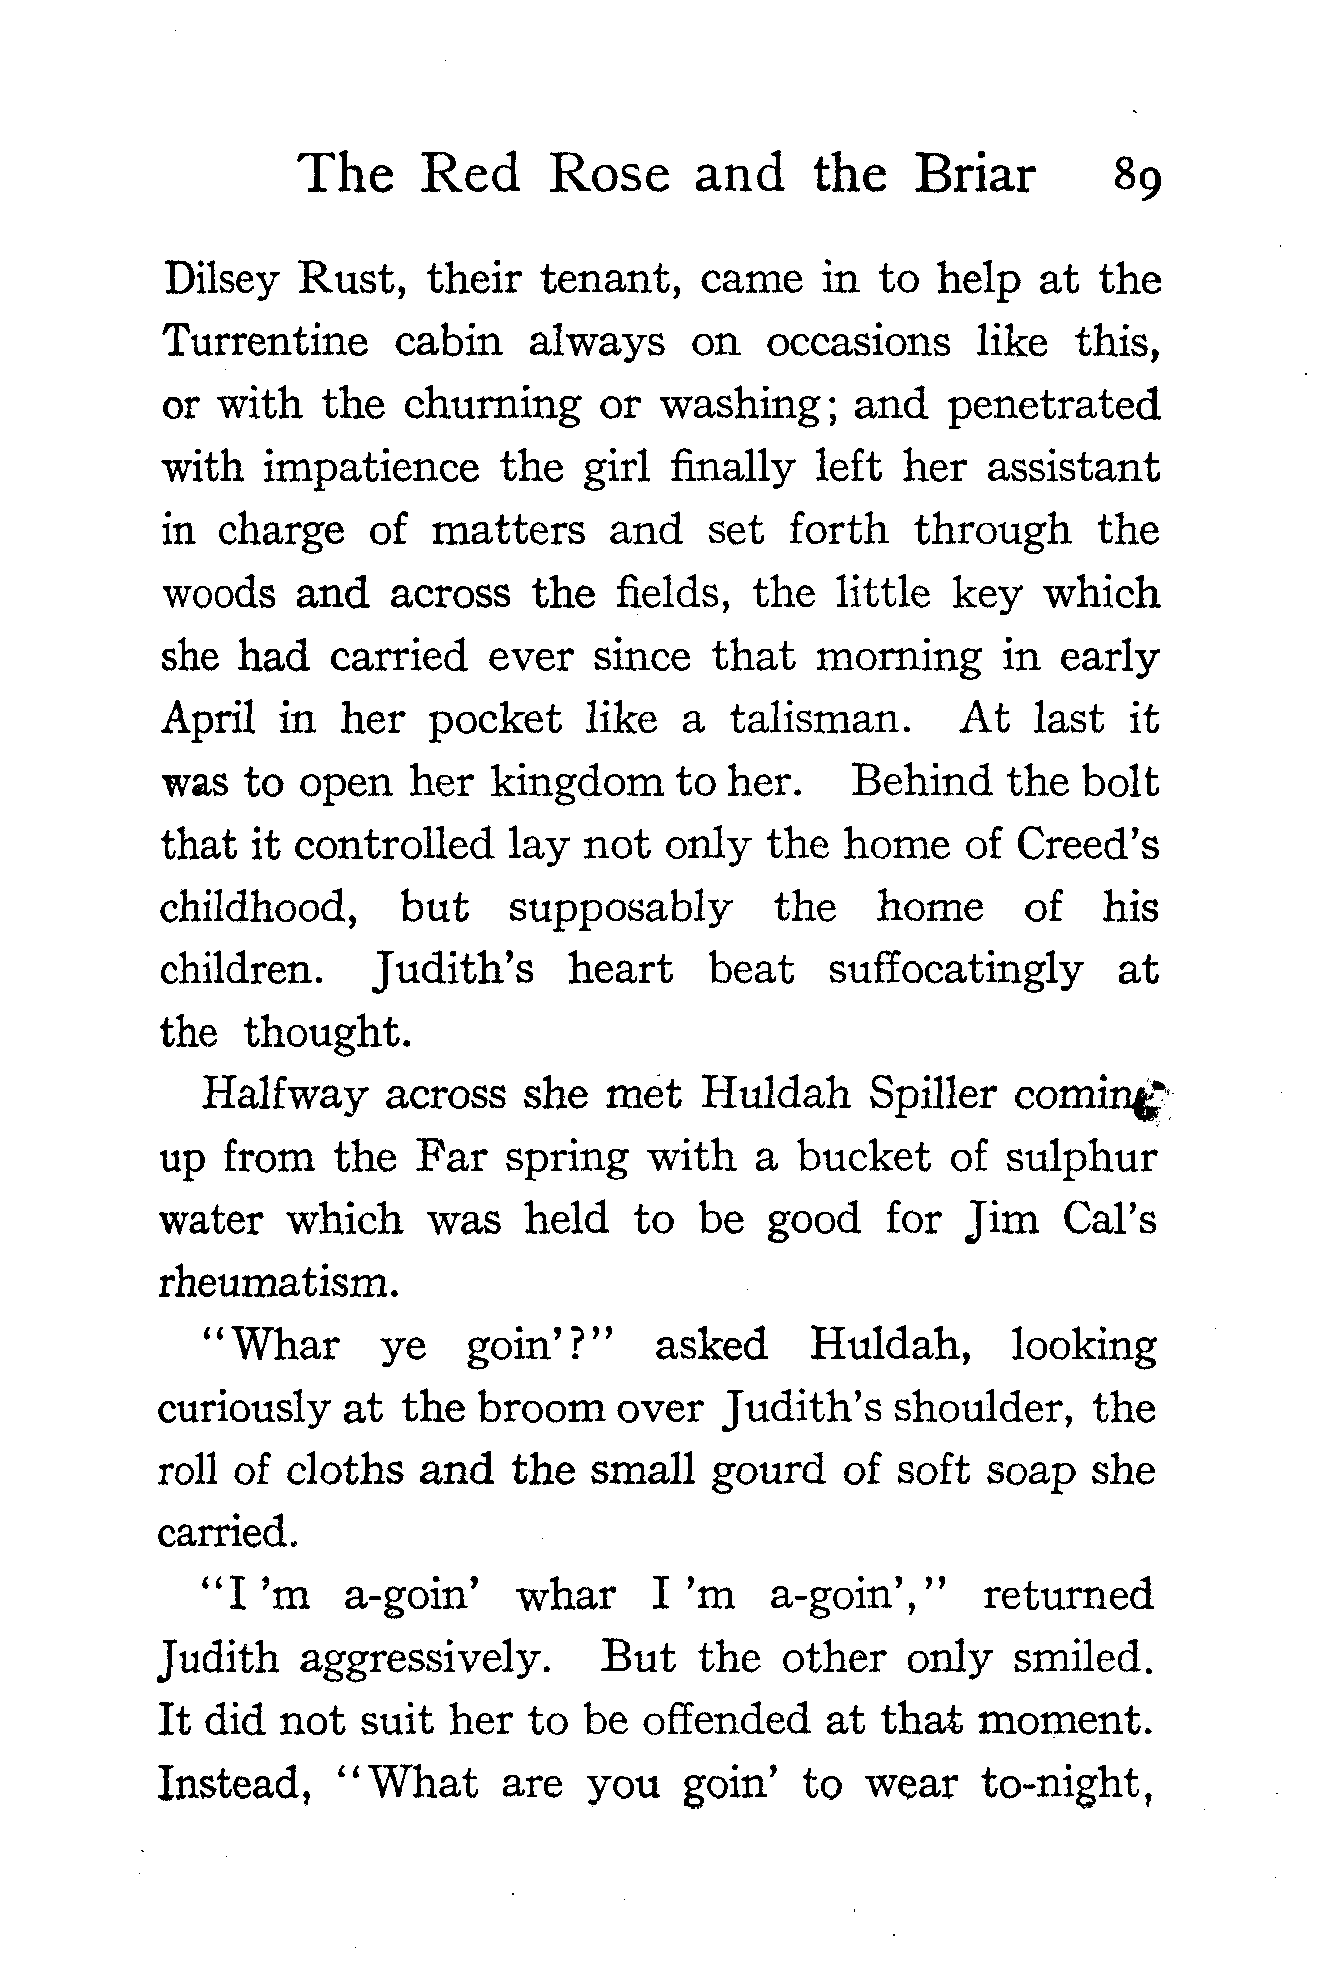 The Red Rose and the Briar 89
Dilsey Rust, their tenant, came in to help at the
Turrentine cabin always on occasions like this,
or with the churning or washing; and penetrated
with impatience the girl finally left her assistant
in charge of matters and set forth through the
woods and across the fields, the little key which
she had carried ever since that morning in early
April in her pocket like a talisman. At last it
was to open her kingdom to her. Behind the bolt
that it controlled lay not only the home of Creed's
childhood, but supposably the home of his
children. Judith's heart beat suffocatingly at
the thought.
Halfway across she met Huldah Spiller coming
up from the Far spring with a bucket of sulphur
water which was held to be good for Jim Cal's
rheumatism.
"Whar ye goin'?" asked Huldah, looking
curiously at the broom over Judith's shoulder, the
roll of cloths and the small gourd of soft soap she
carried.
"I 'm a-goin' whar I 'm a-goin'," returned
Judith aggressively. But the other only smiled.
It did not suit her to be offended at that moment.
Instead, "What are you goin' to wear to-night,